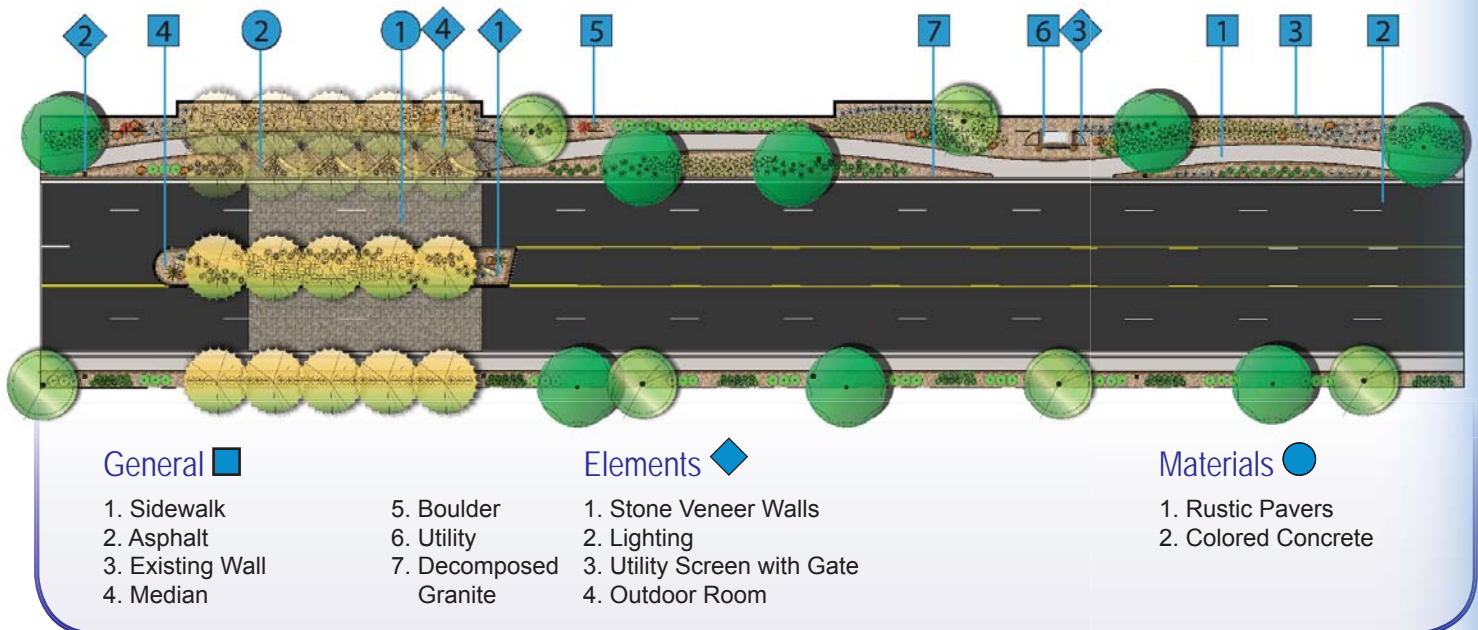 2 4 2 1 4 1 5 7 6 3 1 3 2
General
1. Sidewalk
2. Asphalt
3. Existing Wall
4. Median
5. Boulder
6. Utility
7. Decomposed
Granite
Elements
1. Stone Veneer Walls
2. Lighting
3. Utility Screen with Gate
4. Outdoor Room
Materials
1. Rustic Pavers
2. Colored Concrete